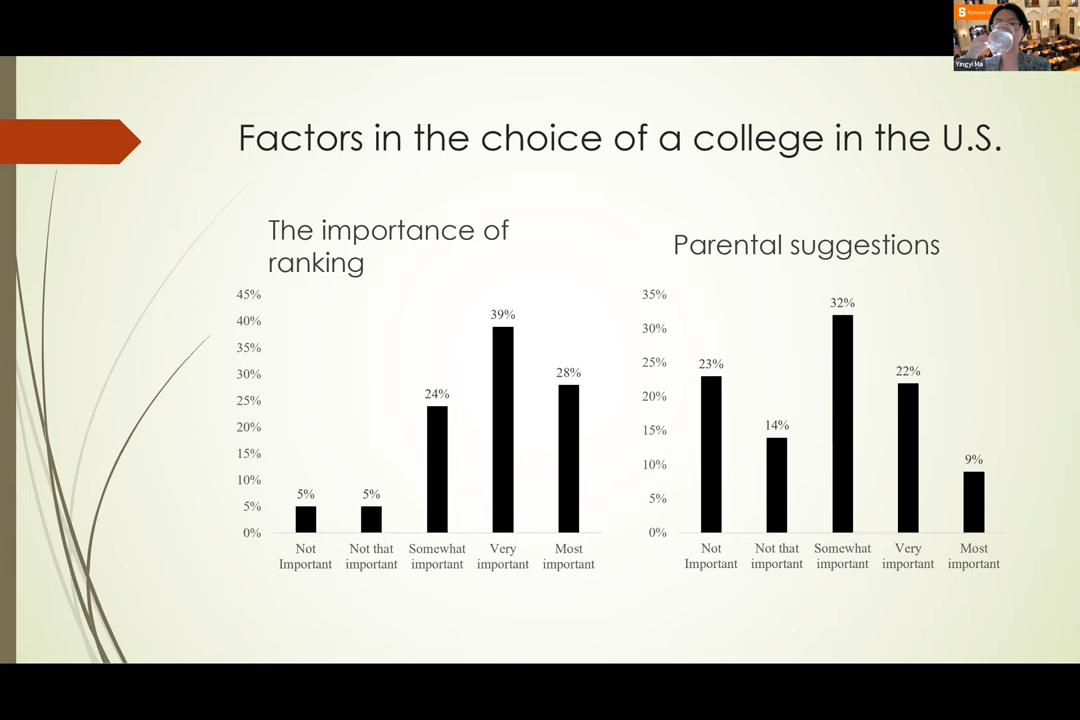 S Syracuse U
Yingyi Ma
Factors in the choice of a college in the U.S.
The importance of
ranking
45%
40%
35%
30%
25%
20%
15%
10%
5%
0%
5%
5%
24%
39%
28%
Not
Important
Not that
important
Somewhat
important
Very
important
Most
important
Parental suggestions
35%
30%
25%
20%
15%
10%
5%
0%
23%
14%
32%
22%
9%
Not
Important
Not that
important
Somewhat
important
Very
important
Most
important